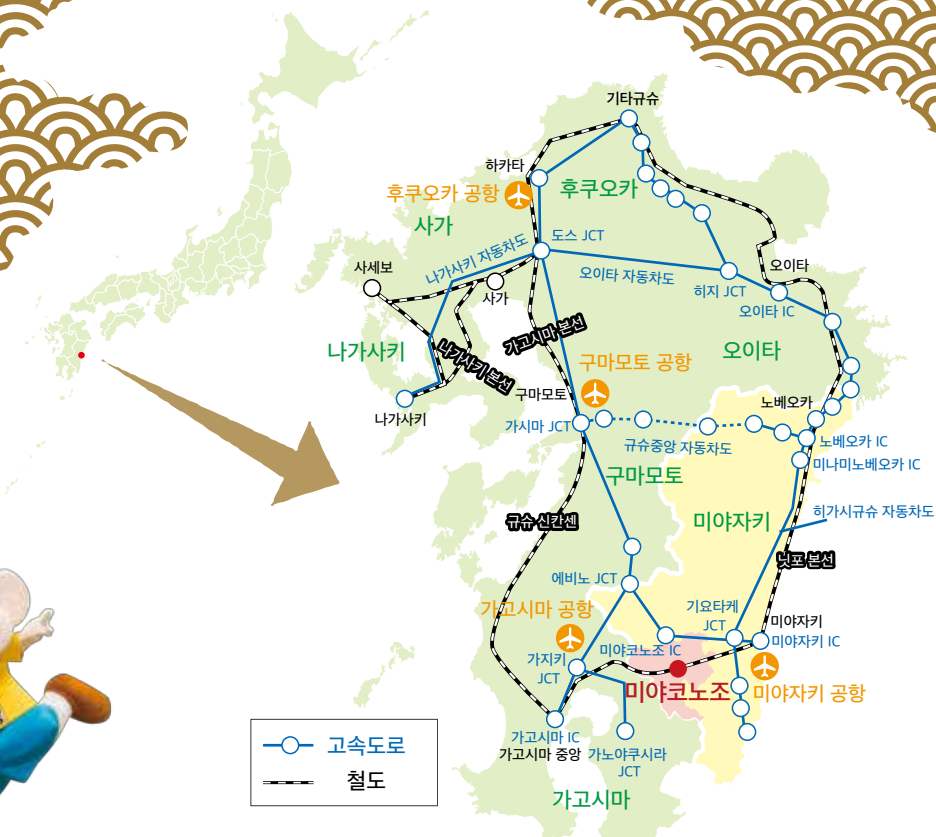 기타규슈
하카타
후쿠오카 공항
후쿠오카
사가
도스 JCT
나가사키 자동차도
오이타 자동차도
사세보
사가
오이타
히지 JCT
오이타 IC
나가사키
나가사키 본선
가고시마 본선
오이타
구마모토 공항
구마모토
노베오카
나가사키
가시마 JCT
규슈중앙 자동차도
노베오카 IC
미나미노베오카 IC
구마모토
규슈 신칸센
미야자키
히가시규슈 자동차도
닛포 본선
에비노 JCT
가고시마 공항
기요타케
JCT
미야자키
미야자키 IC
미야코노조 IC
가지키
JCT
미야코노조
미야자키 공항
가고시마 IC
가고시마 중앙
가노야쿠시라
JCT
가고시마
고속도로
철도